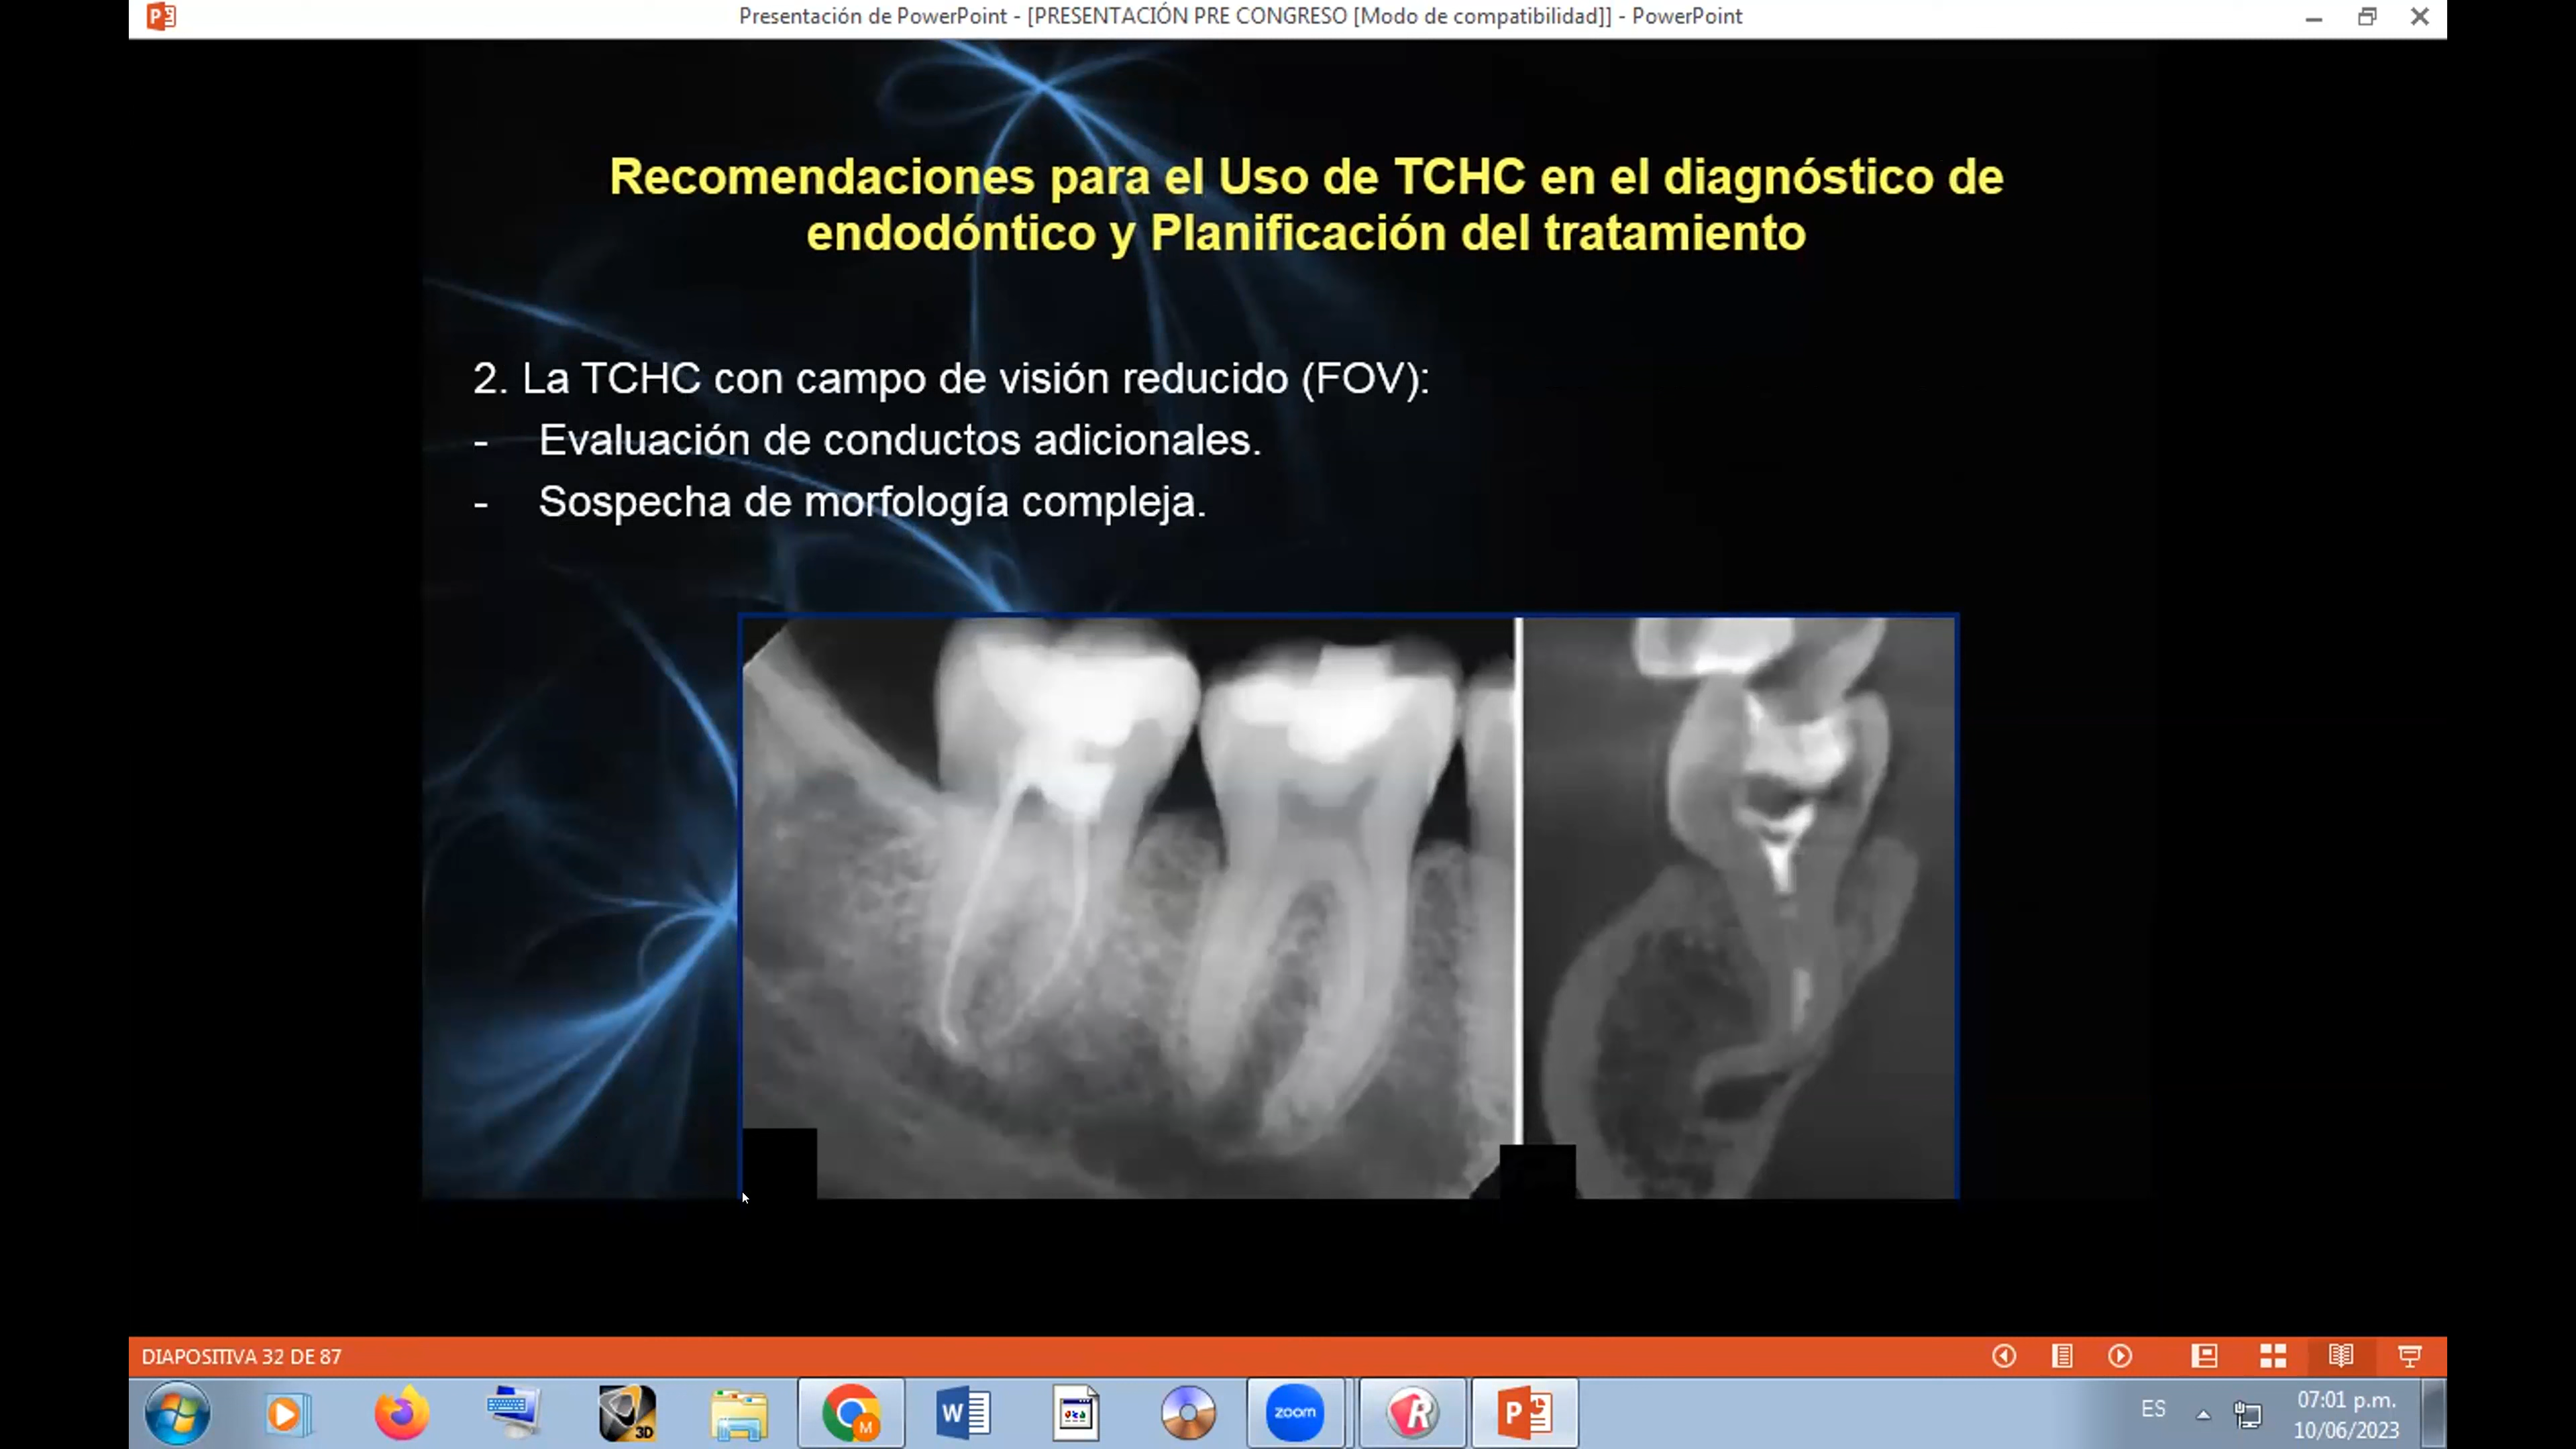 Presentación de PowerPoint - [PRESENTACIÓN PRE CONGRESO [Modo de compatibilidad]] - PowerPoint
Recomendaciones para el Uso de TCHC en el diagnóstico de
endodóntico y Planificación del tratamiento
2. La TCHC con campo de visión reducido (FOV):
- Evaluación de conductos adicionales.
- Sospecha de morfología compleja.
DIAPOSITIVA 32 DE 87
3D
M
W
zoom
R
P
ES
07:01 p.m.
10/06/2023